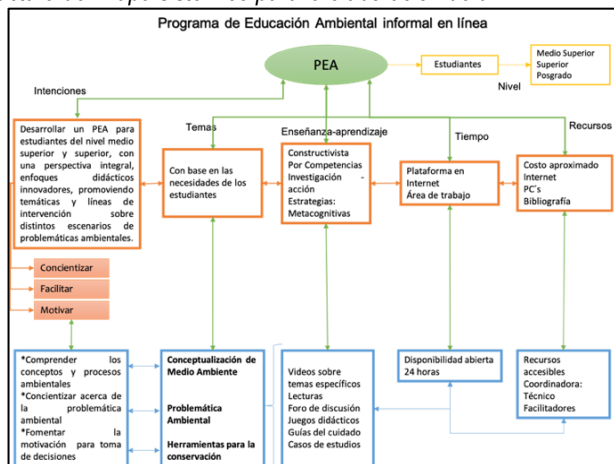 Programa de Educación Ambiental informal en línea
PEA
Estudiantes
Medio Superior
Superior
Posgrado
Nivel
Intenciones
Temas
Enseñanza-aprendizaje
Tiempo
Recursos
Desarrollar un PEA para
estudiantes del nivel medio
superior y superior, con
una perspectiva integral,
enfoques didácticos
innovadores, promoviendo
temáticas y líneas de
intervención sobre
distintos escenarios de
problemáticas ambientales.
Con base en las
necesidades de los
estudiantes
Constructivista
Por Competencias
Investigación -
acción
Estrategias:
Metacognitivas
Plataforma en
Internet
Área de trabajo
Costo aproximado
Internet
PC´s
Bibliografía
Concientizar
Facilitar
Motivar
*Comprender los
conceptos y procesos
ambientales
*Concientizar acerca de
la problemática
ambiental
*Fomentar la
motivación para toma
de decisiones
Conceptualización de
Medio Ambiente
Problemática
Ambiental
Herramientas para la
conservación
Videos sobre
temas específicos
Lecturas
Foro de discusión
Juegos didácticos
Guías del cuidado
Casos de estudios
Disponibilidad abierta
24 horas
Recursos
accesibles
Coordinadora:
Técnico
Facilitadores